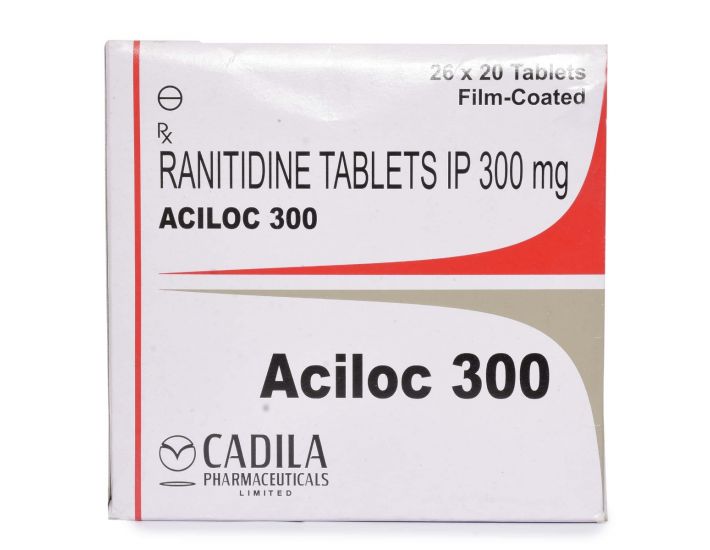 26 x 20 Tablets
Film-Coated
Rx
RANITIDINE TABLETS IP 300 mg
ACILOC 300
Aciloc 300
CADILA
PHARMACEUTICALS
LIMITED